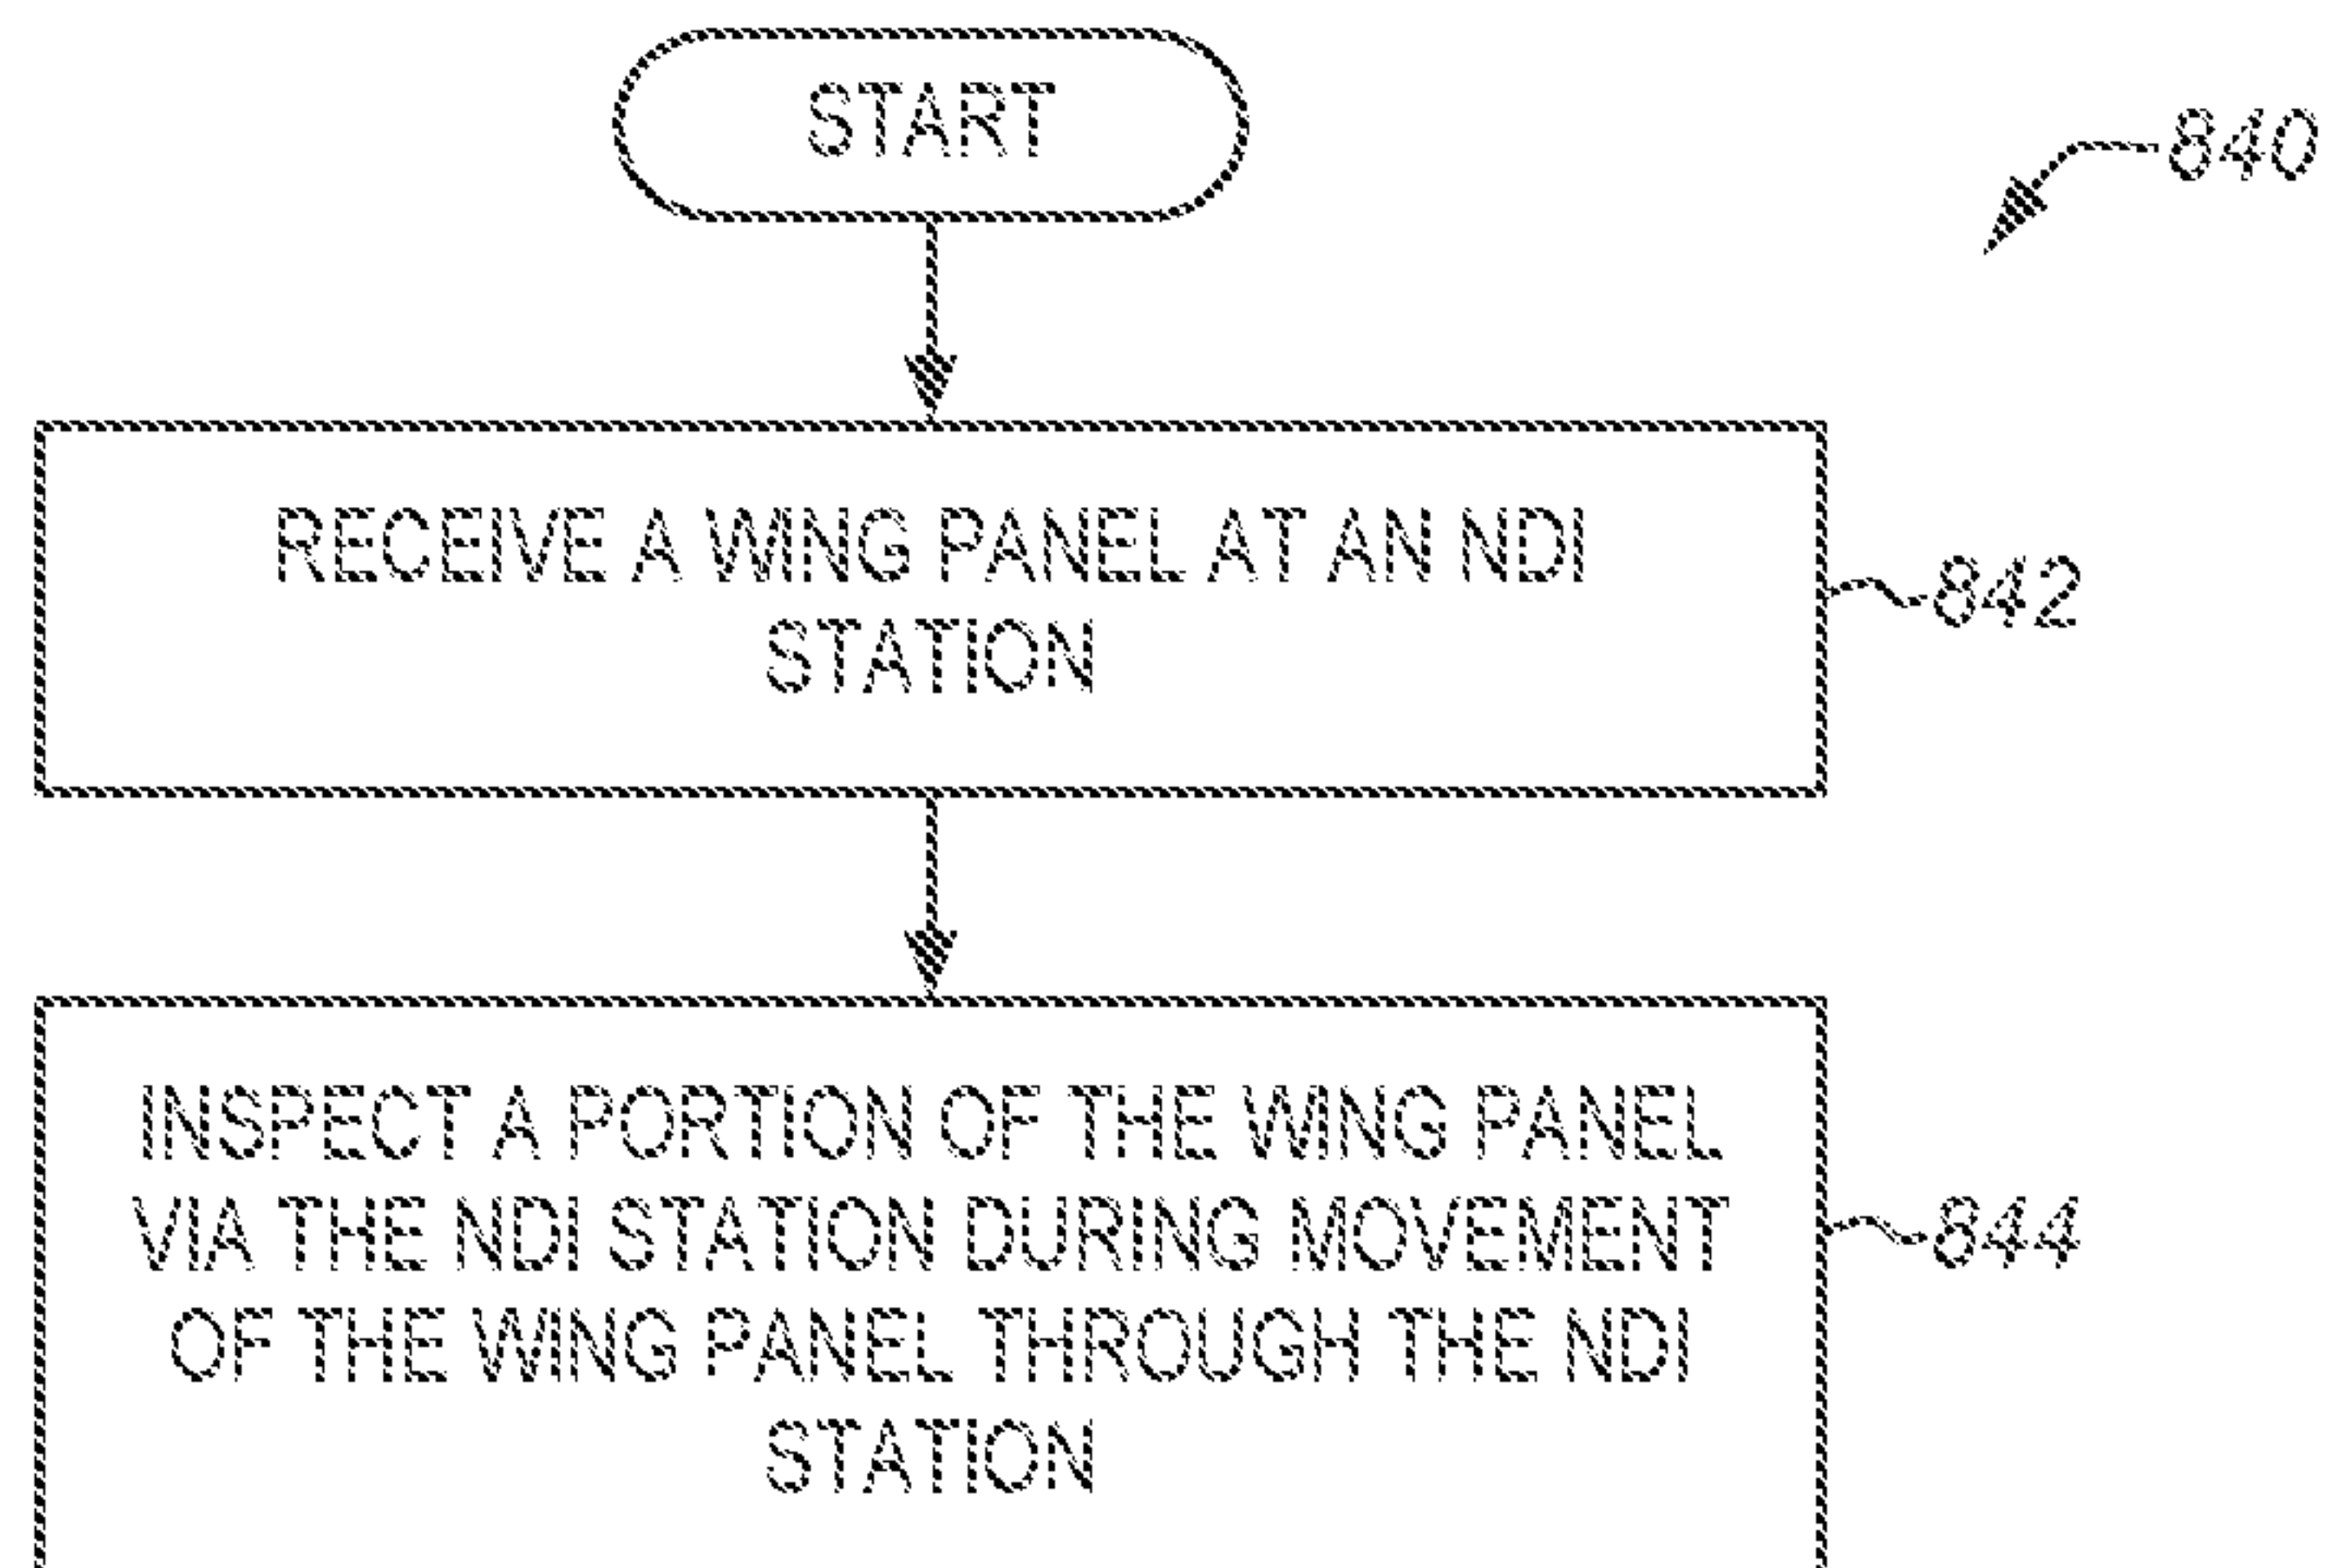 START
840
RECEIVE A WING PANEL AT AN NDI
STATION
842
INSPECT A PORTION OF THE WING PANEL
VIA THE NDI STATION DURING MOVEMENT
OF THE WING PANEL THROUGH THE NDI
STATION
844